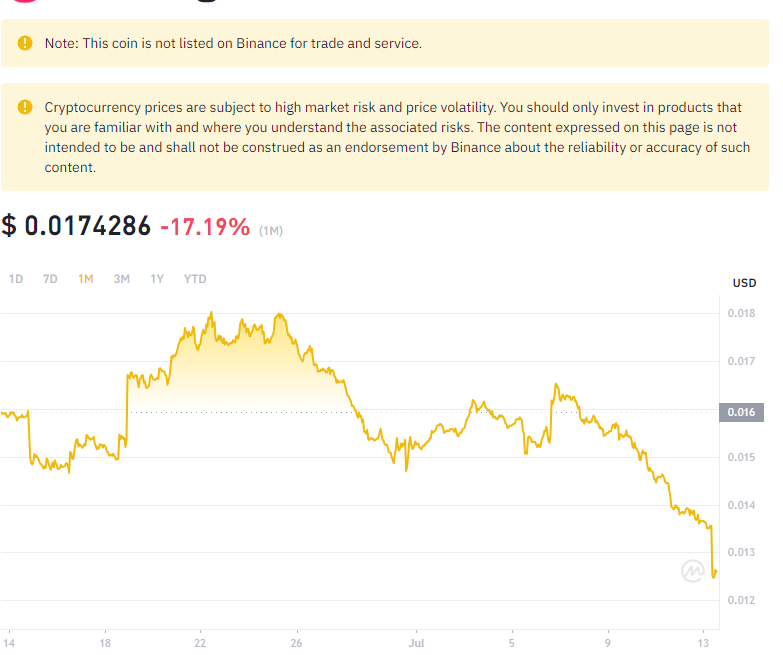 Note: This coin is not listed on Binance for trade and service.
Cryptocurrency prices are subject to high market risk and price volatility. You should only invest in products that
you are familiar with and where you understand the associated risks. The content expressed on this page is not
intended to be and shall not be construed as an endorsement by Binance about the reliability or accuracy of such
content.
$ 0.0174286 -17.19% (1M)
1D 7D 1M 3M 1Y YTD
USD
0.018
0.017
0.016
0.015
0.014
0.013
0.012
14 18 22 26 Jul 5 9 13